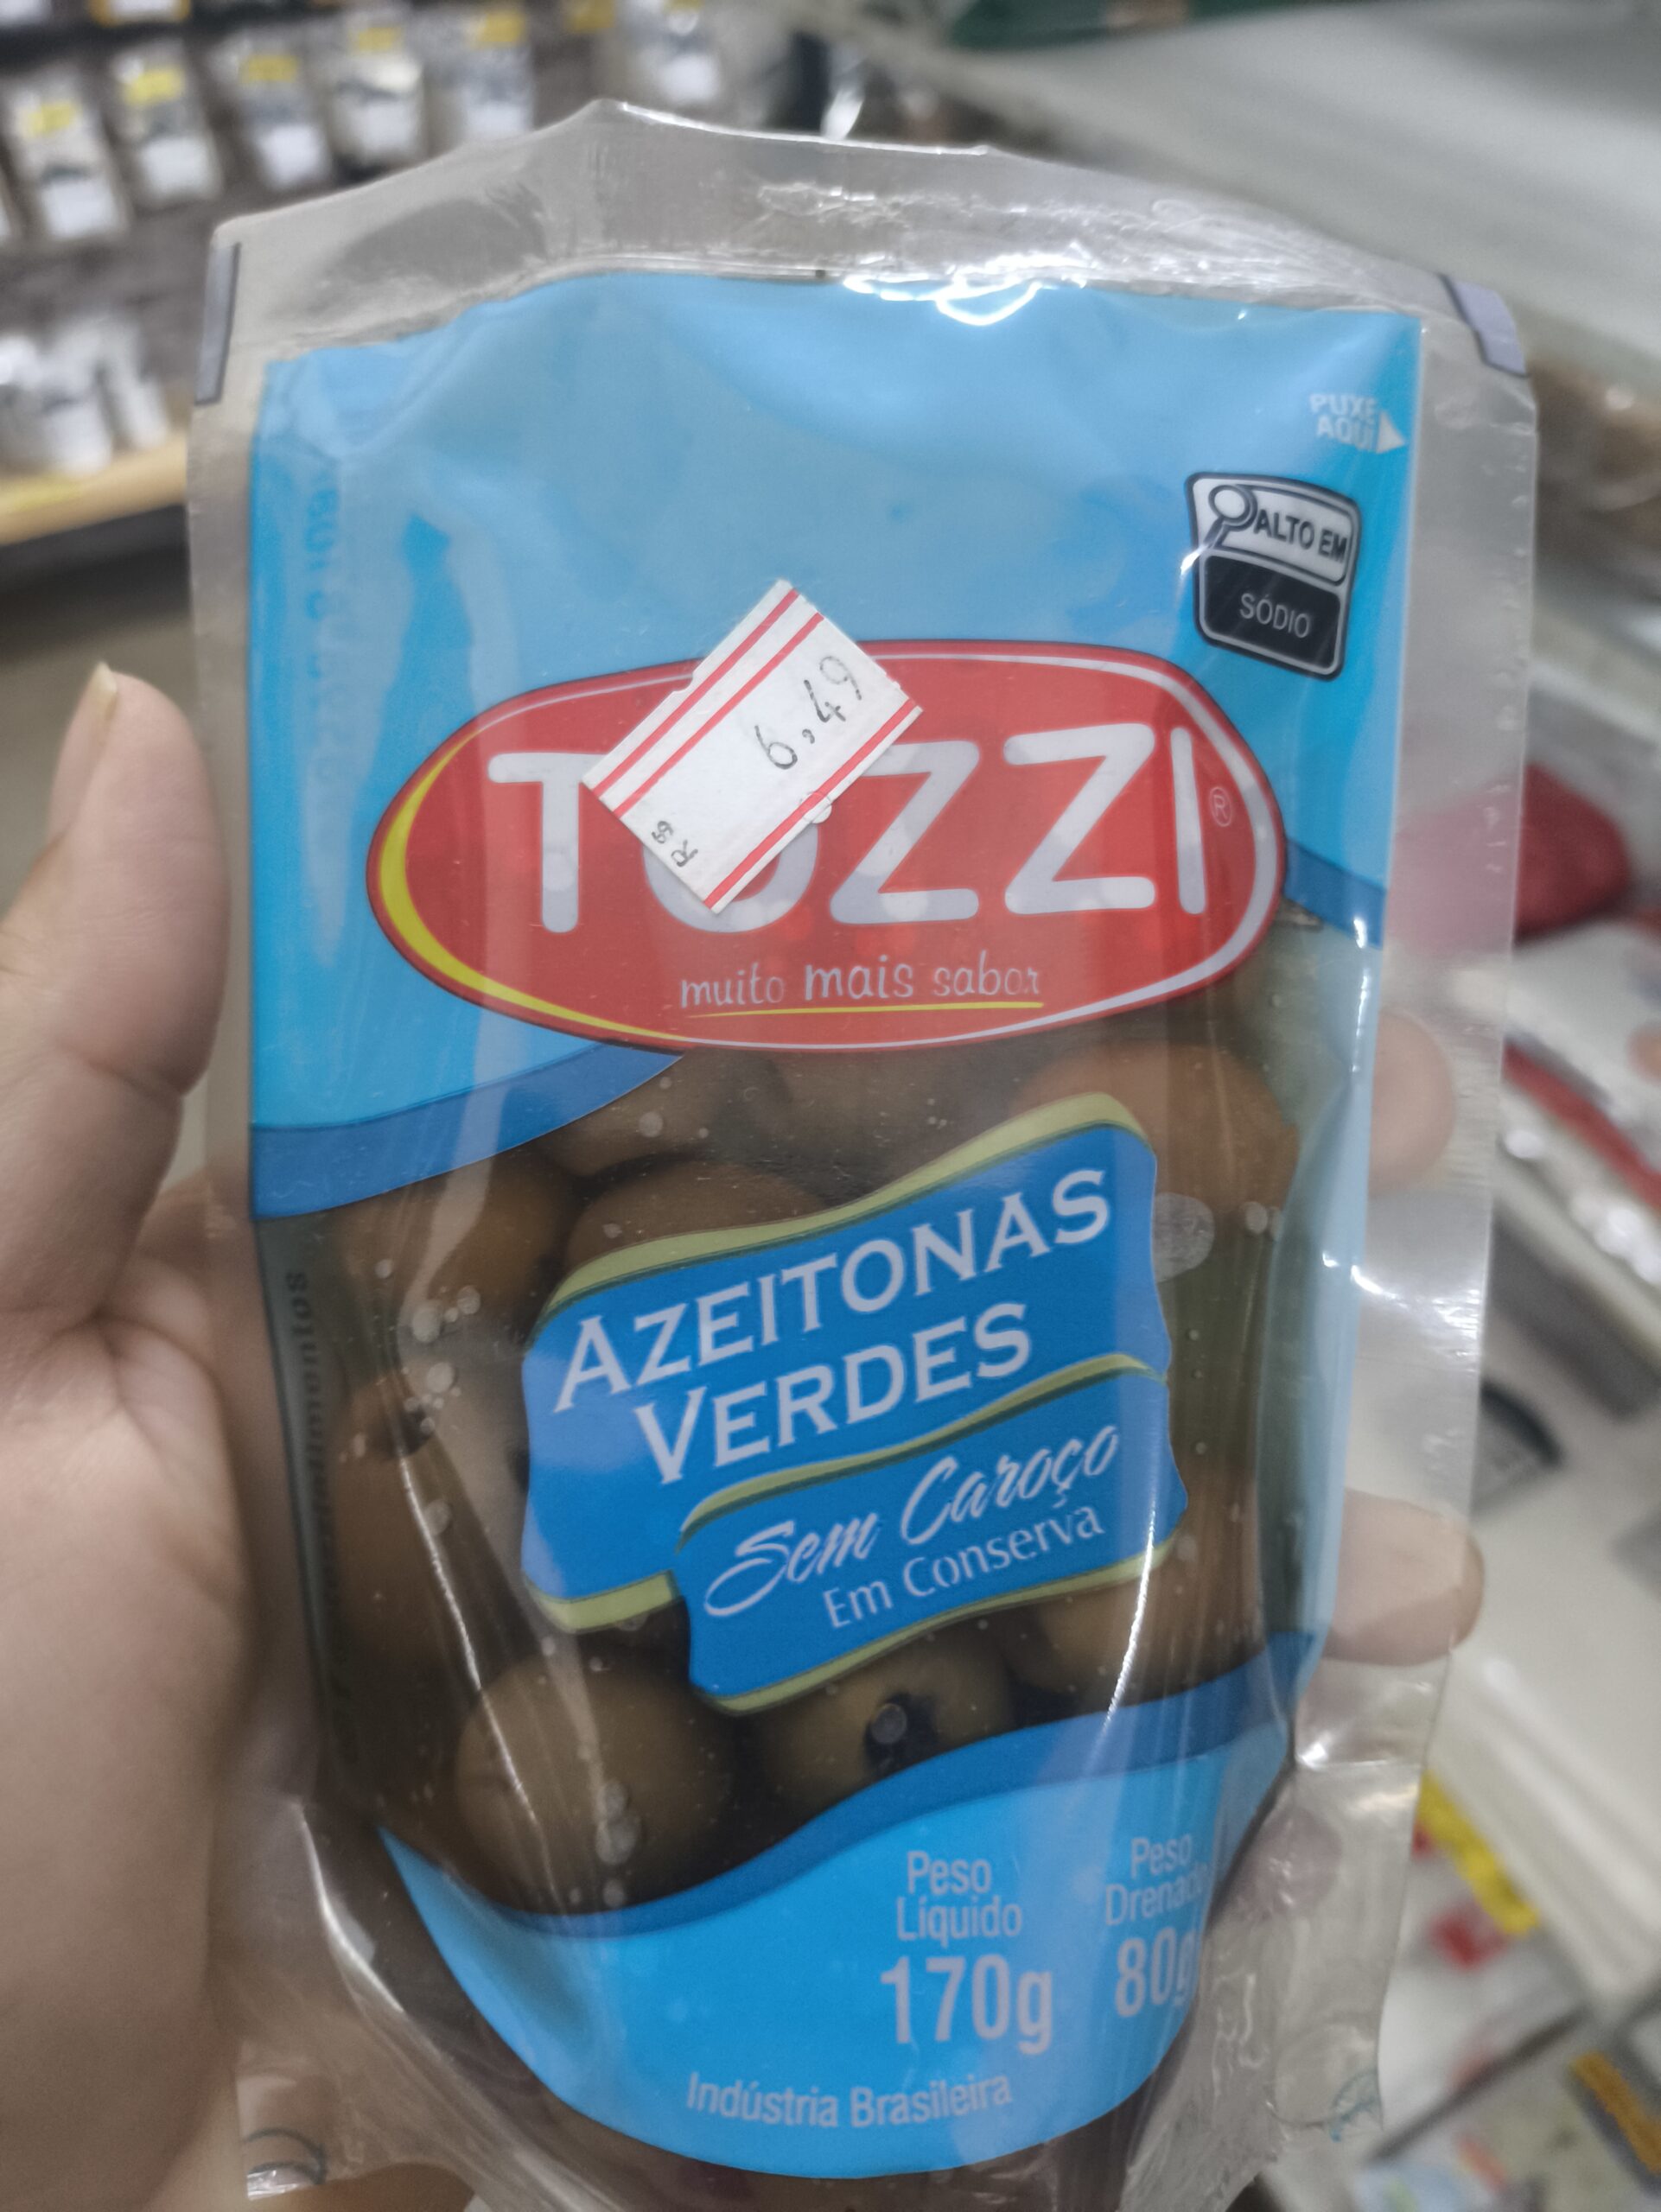 PUXE
AQUI
ALTO EM
SÓDIO
6,49
R$
TOZZI®
muito mais sabor
AZEITONAS
VERDES
Sem Caroço
Em Conserva
Peso
Líquido
170g
Peso
Drenado
80g
Indústria Brasileira